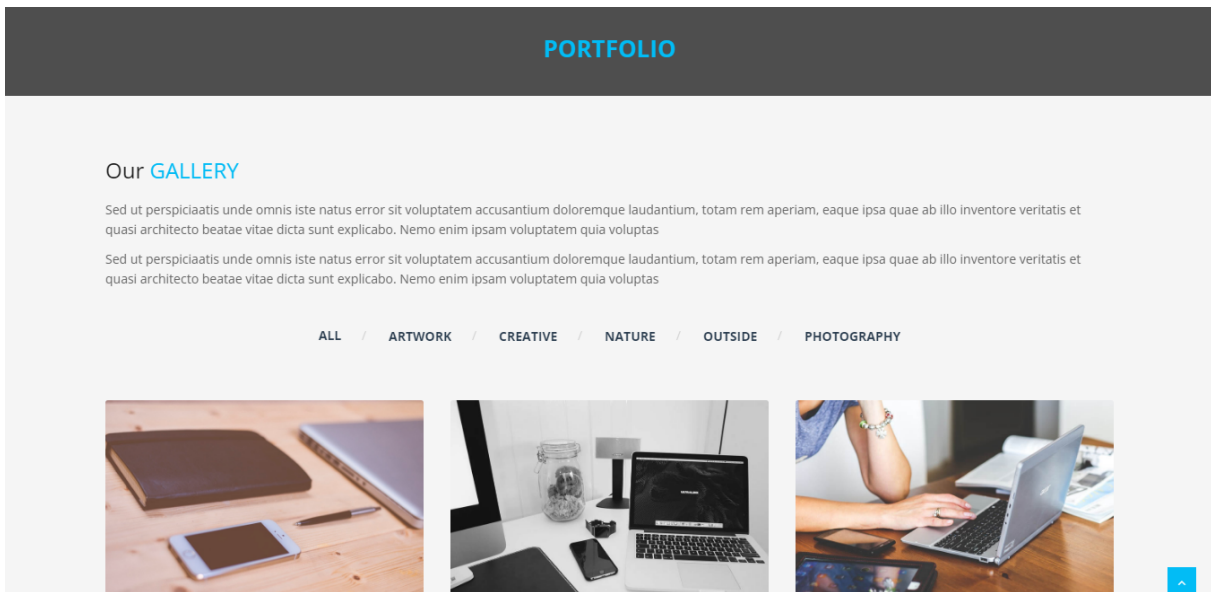 PORTFOLIO
Our GALLERY
Sed ut perspiciaatis unde omnis iste natus error sit voluptatem accusantium doloremque laudantium, totam rem aperiam, eaque ipsa quae ab illo inventore veritatis et
quasi architecto beatae vitae dicta sunt explicabo. Nemo enim ipsam voluptatem quia voluptas
Sed ut perspiciaatis unde omnis iste natus error sit voluptatem accusantium doloremque laudantium, totam rem aperiam, eaque ipsa quae ab illo inventore veritatis et
quasi architecto beatae vitae dicta sunt explicabo. Nemo enim ipsam voluptatem quia voluptas
ALL / ARTWORK / CREATIVE / NATURE / OUTSIDE / PHOTOGRAPHY